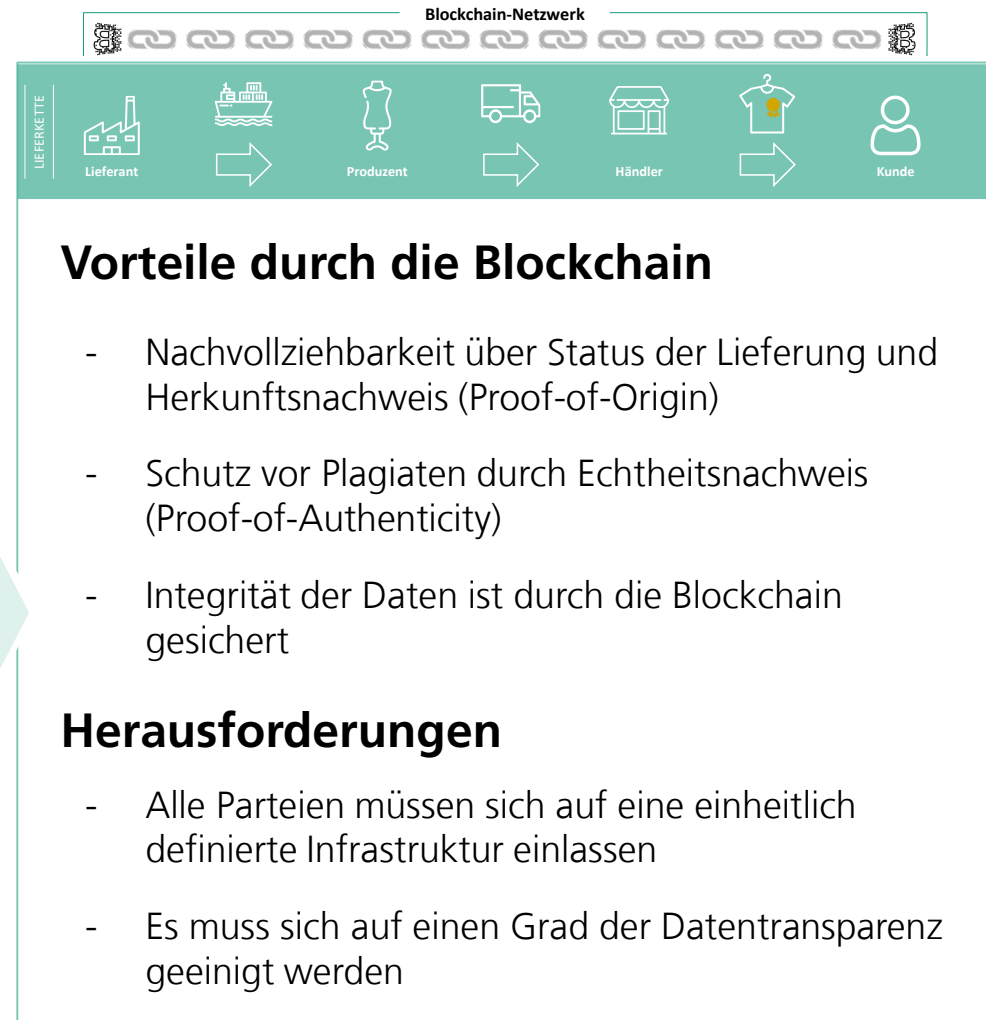 Blockchain-Netzwerk
LIEFERKETTE
Lieferant
Produzent
Händler
Kunde
Vorteile durch die Blockchain
- Nachvollziehbarkeit über Status der Lieferung und
Herkunftsnachweis (Proof-of-Origin)
- Schutz vor Plagiaten durch Echtheitsnachweis
(Proof-of-Authenticity)
- Integrität der Daten ist durch die Blockchain
gesichert
Herausforderungen
- Alle Parteien müssen sich auf eine einheitlich
definierte Infrastruktur einlassen
- Es muss sich auf einen Grad der Datentransparenz
geeinigt werden